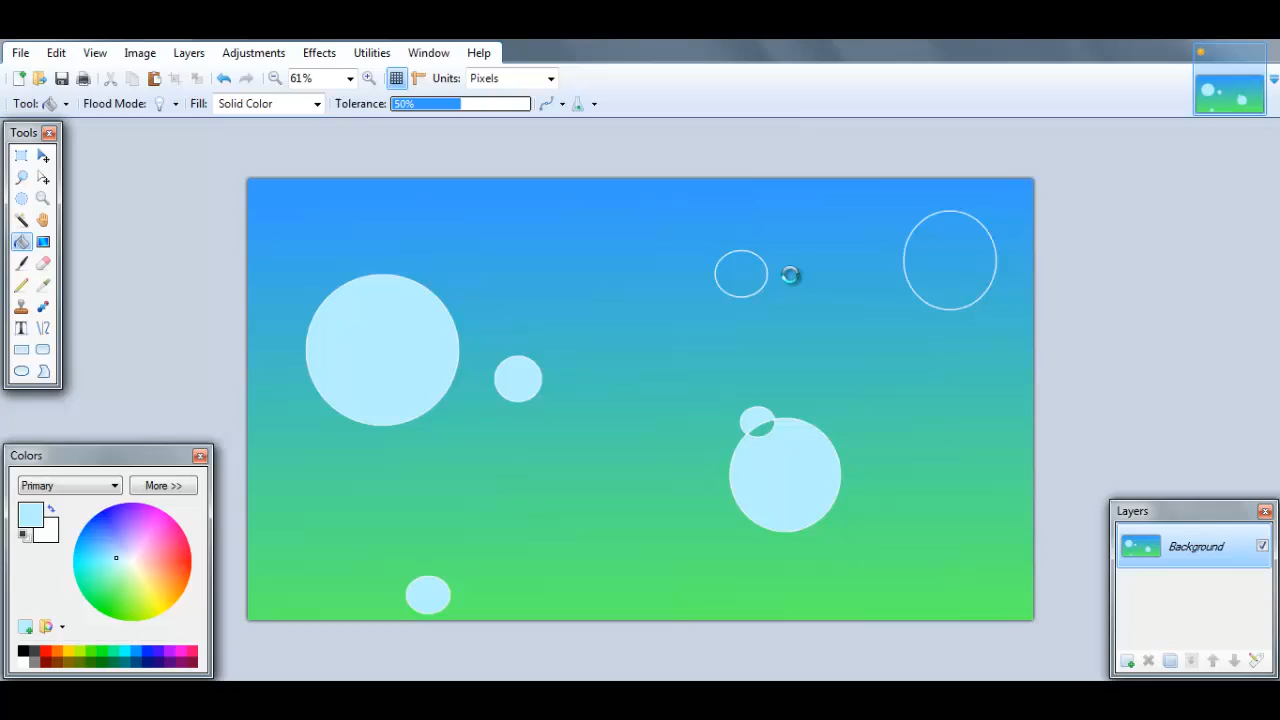 File Edit View Image Layers Adjustments Effects Utilities Window Help
61% Units: Pixels
Tool: Flood Mode: Fill: Solid Color Tolerance: 50%
Tools
Colors
Primary More >>
Layers
Background